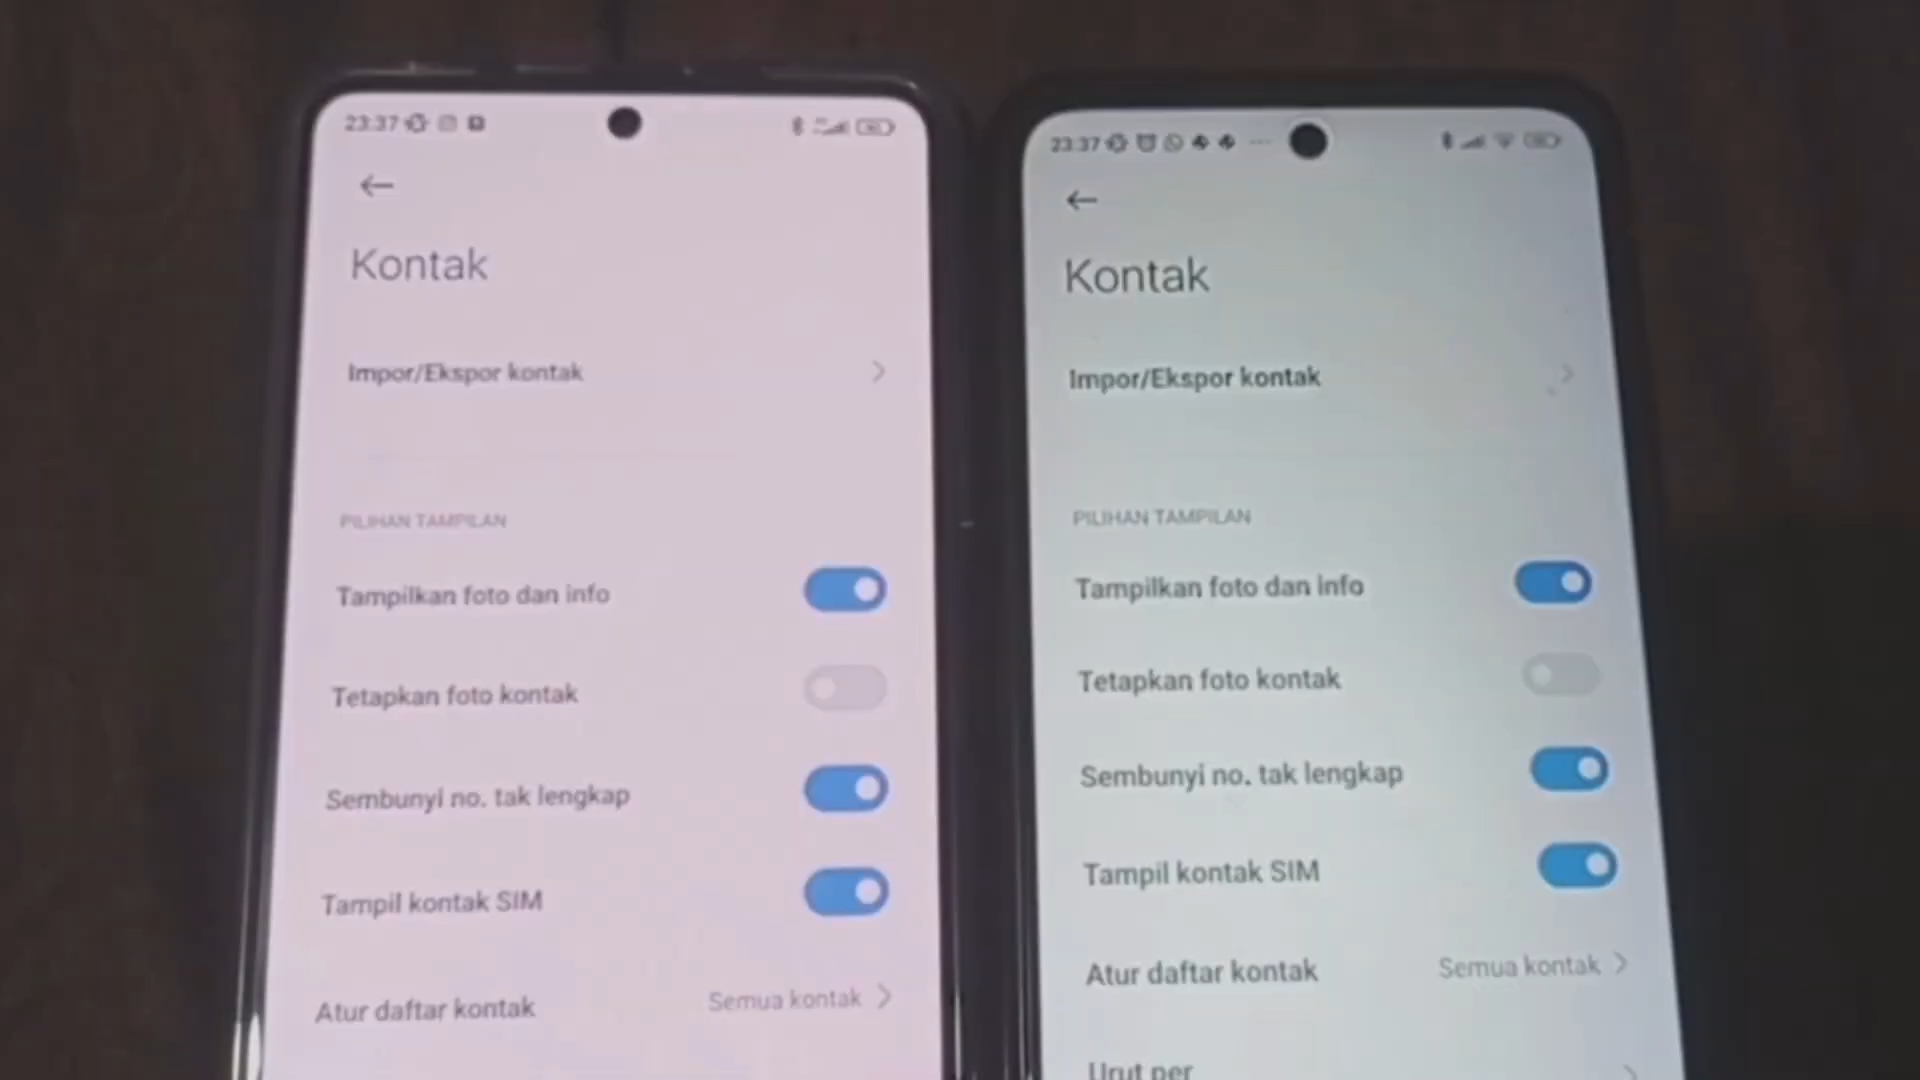 23:37
Kontak
Impor/Ekspor kontak
PILIHAN TAMPILAN
Tampilkan foto dan info
Tetapkan foto kontak
Sembunyi no. tak lengkap
Tampil kontak SIM
Atur daftar kontak Semua kontak
23:37
Kontak
Impor/Ekspor kontak
PILIHAN TAMPILAN
Tampilkan foto dan info
Tetapkan foto kontak
Sembunyi no. tak lengkap
Tampil kontak SIM
Atur daftar kontak Semua kontak
Urut per